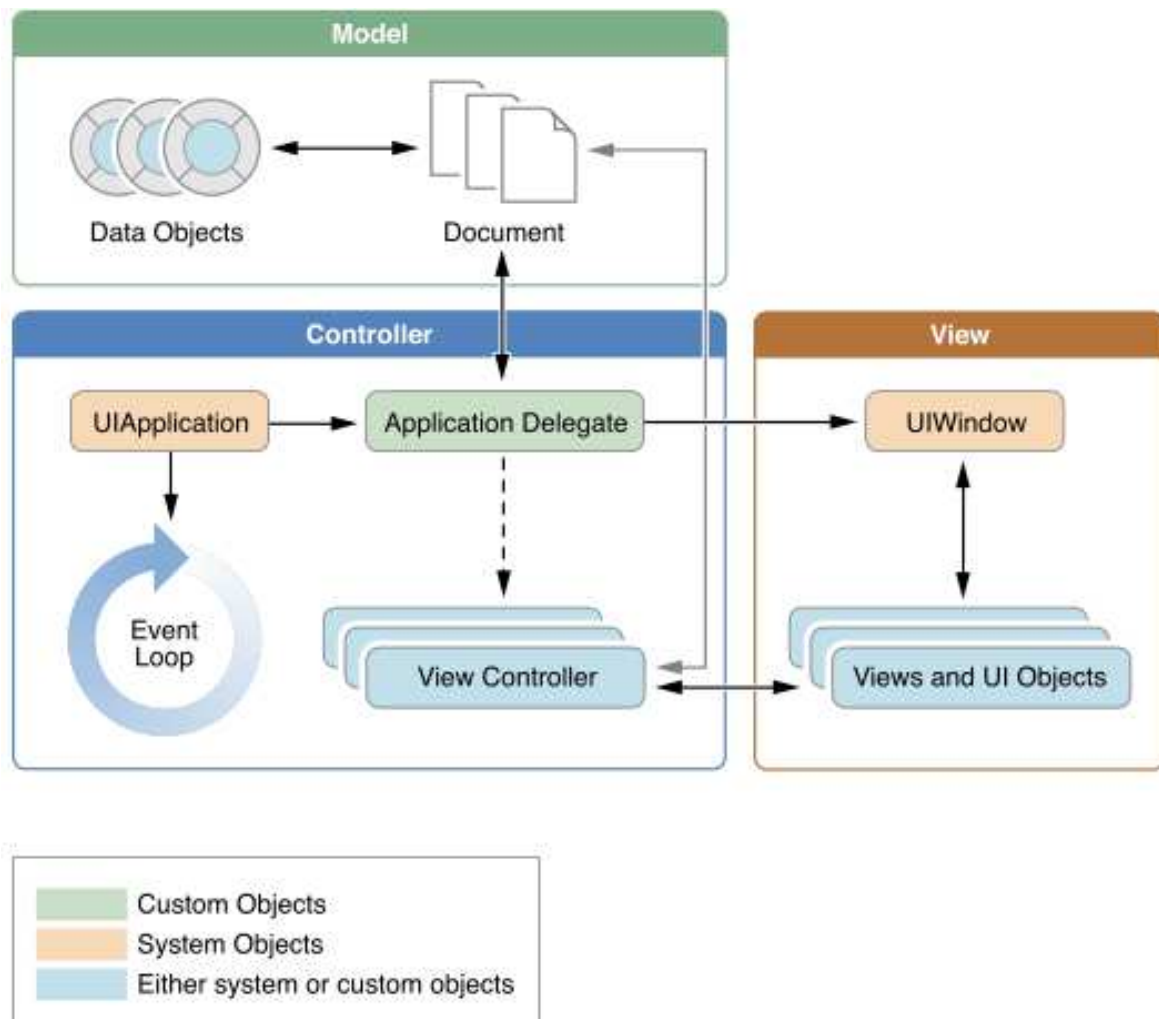 Model
Data Objects
Document
Controller
View
UIApplication
Application Delegate
UIWindow
Event
Loop
View Controller
Views and UI Objects
Custom Objects
System Objects
Either system or custom objects